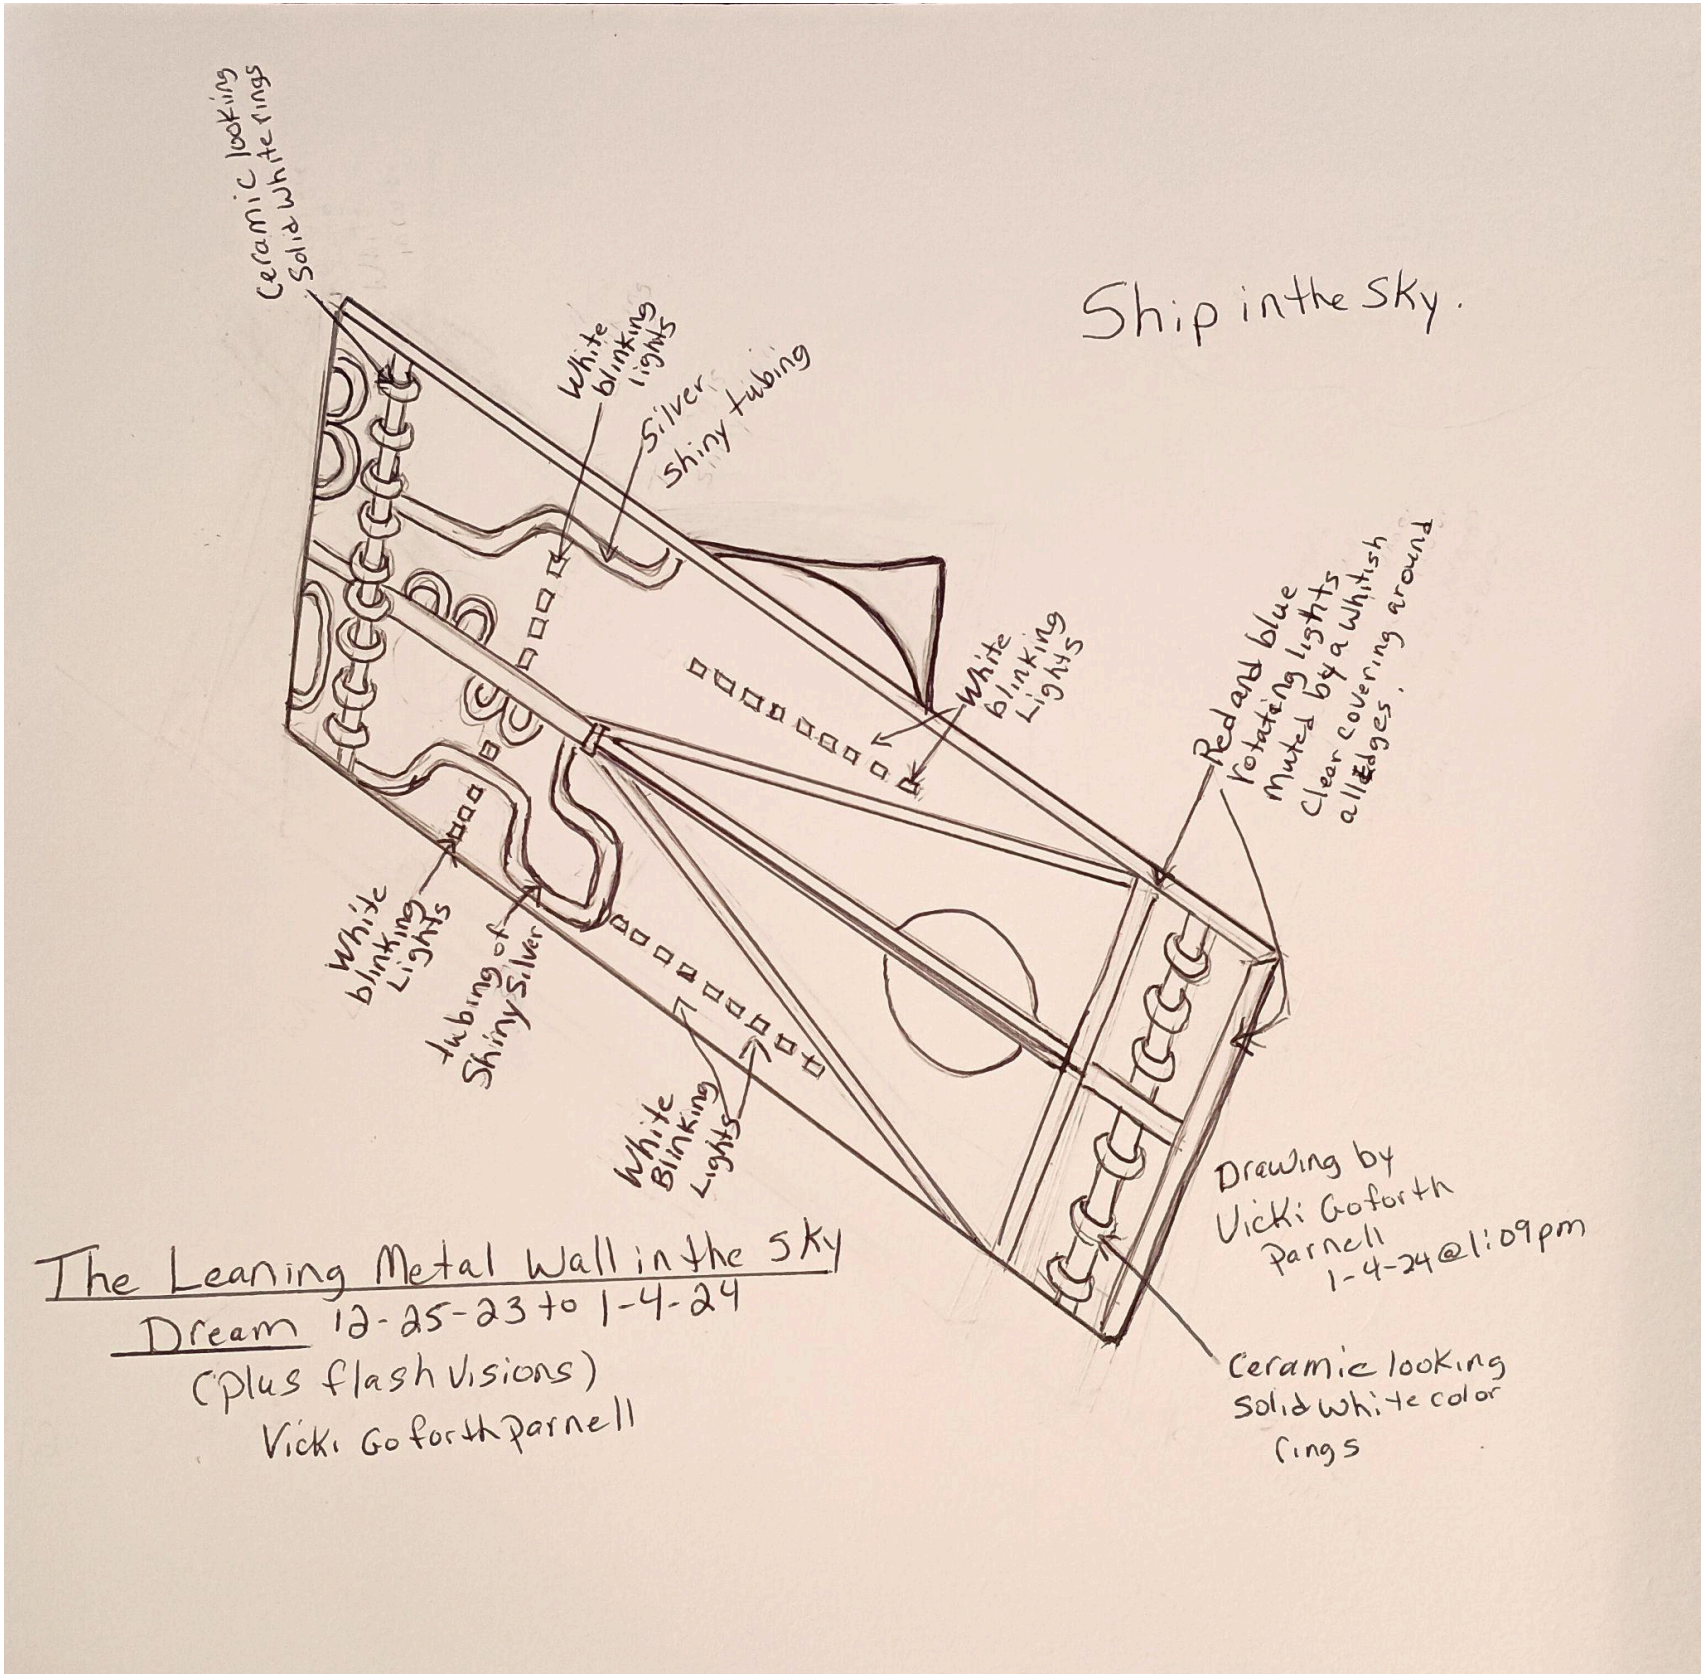 Ceramic looking
Solid white rings
White
blinking
lights
Silver
shiny tubing
Ship in the Sky.
White
blinking
Lights
Red and blue
rotating lights
muted by a whitish
clear covering around
all edges.
White
blinking
Lights
tubing of
Shiny Silver
White
Blinking
Lights
Drawing by
Vicki Goforth
Parnell
1-4-24@1:09pm
The Leaning Metal Wall in the Sky
Dream 12-25-23 to 1-4-24
(plus flash visions)
Vicki Goforth Parnell
Ceramic looking
Solid white color
rings